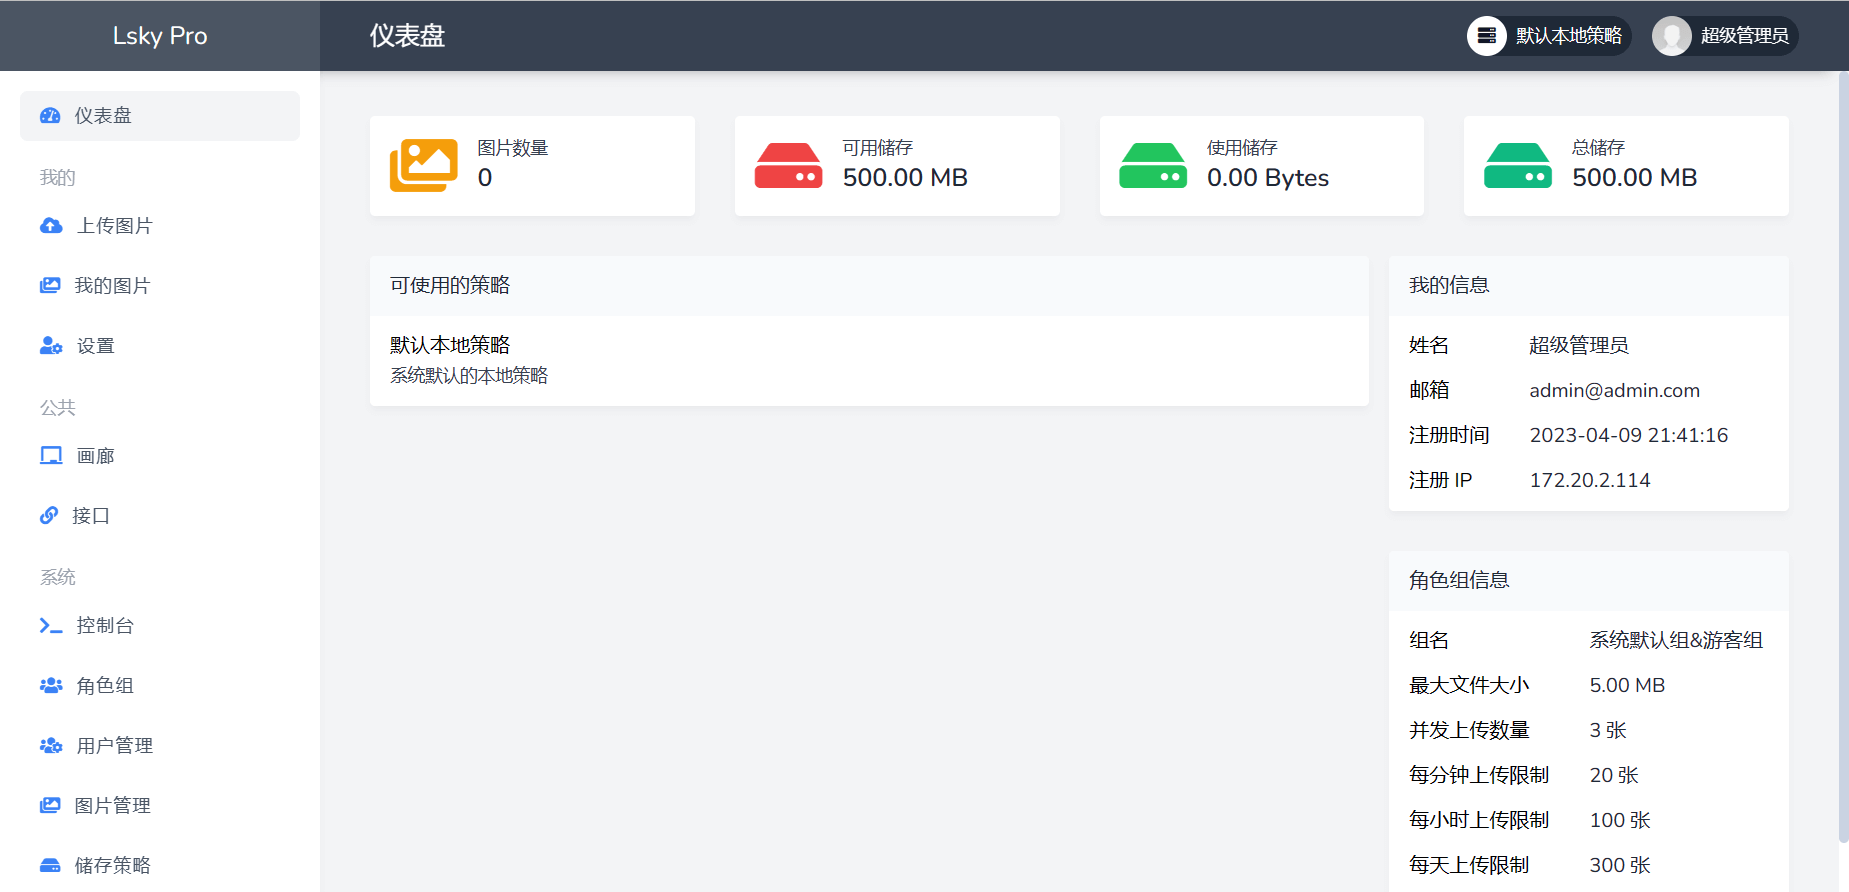 Lsky Pro
仪表盘
默认本地策略
超级管理员
仪表盘
我的
上传图片
我的图片
设置
公共
画廊
接口
系统
控制台
角色组
用户管理
图片管理
储存策略
图片数量
0
可用储存
500.00 MB
使用储存
0.00 Bytes
总储存
500.00 MB
可使用的策略
默认本地策略
系统默认的本地策略
我的信息
姓名 超级管理员
邮箱 admin@admin.com
注册时间 2023-04-09 21:41:16
注册 IP 172.20.2.114
角色组信息
组名 系统默认组&游客组
最大文件大小 5.00 MB
并发上传数量 3 张
每分钟上传限制 20 张
每小时上传限制 100 张
每天上传限制 300 张